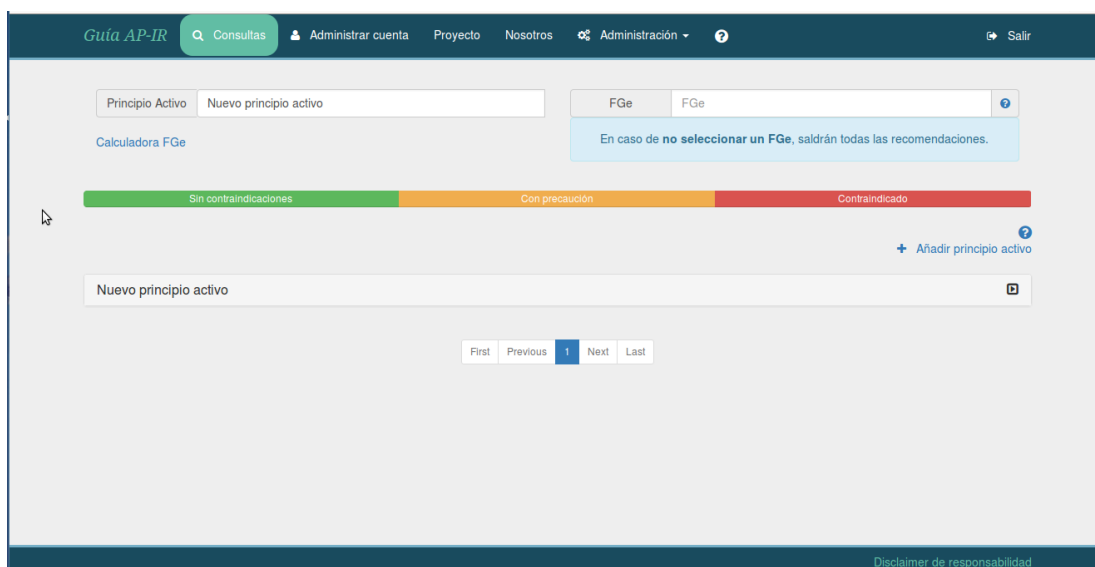 Guía AP-IR Consultas Administrar cuenta Proyecto Nosotros Administración Salir
Principio Activo Nuevo principio activo FGe FGe
Calculadora FGe En caso de no seleccionar un FGe, saldrán todas las recomendaciones.
Sin contraindicaciones Con precaución Contraindicado
+ Añadir principio activo
Nuevo principio activo
First Previous 1 Next Last
Disclaimer de responsabilidad